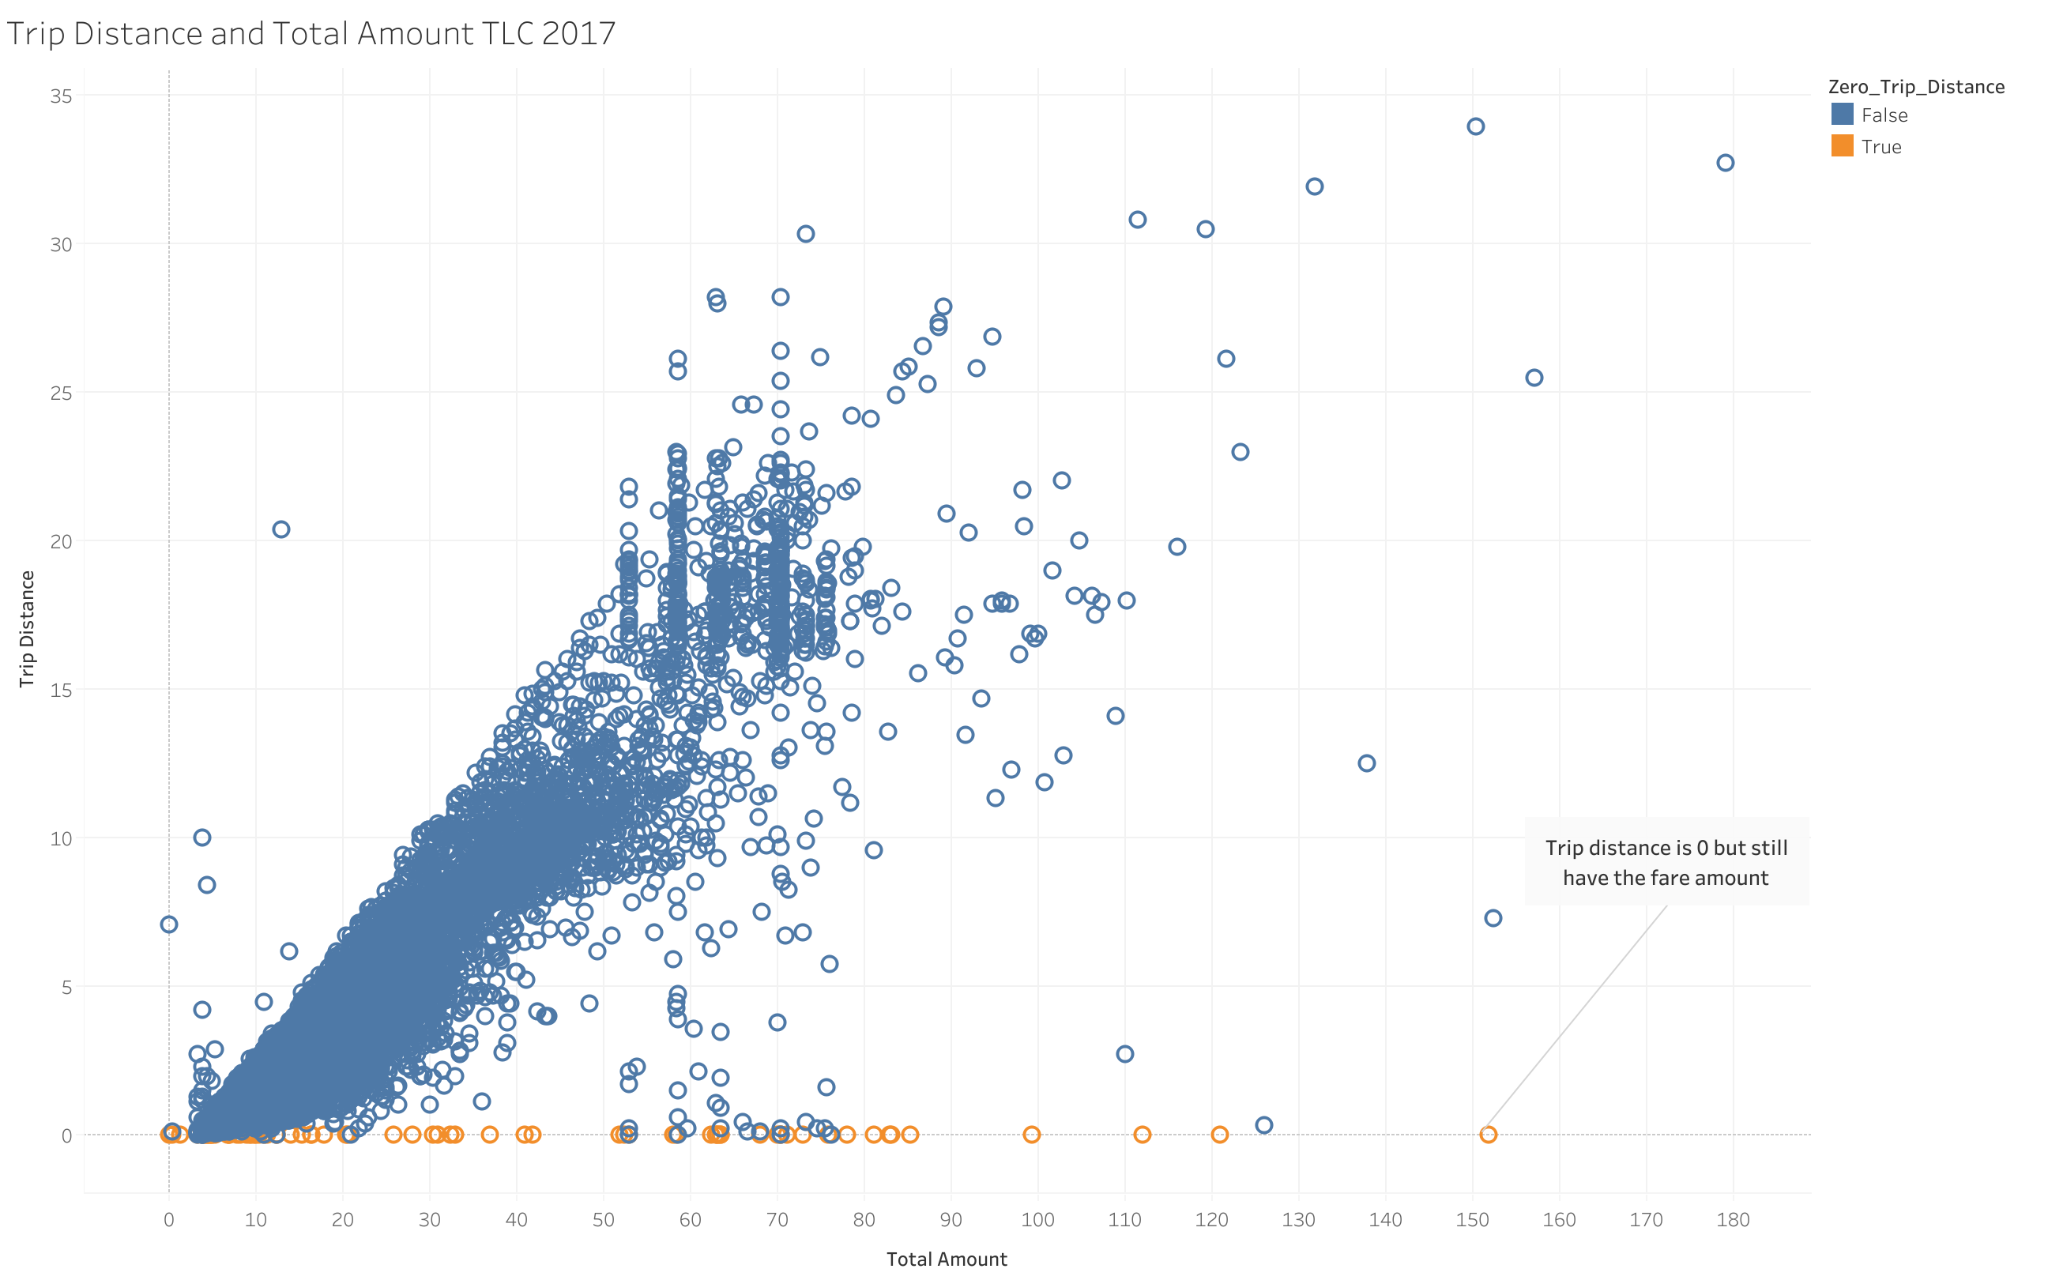 Trip Distance and Total Amount TLC 2017
Zero_Trip_Distance
False
True
Trip Distance
35
30
25
20
15
10
5
0
Trip distance is 0 but still
have the fare amount
0 10 20 30 40 50 60 70 80 90 100 110 120 130 140 150 160 170 180
Total Amount